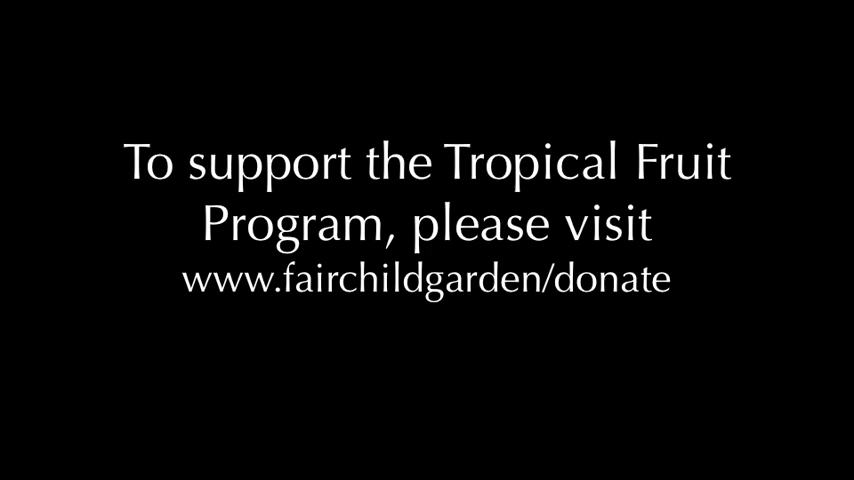 To support the Tropical Fruit
Program, please visit
www.fairchildgarden/donate